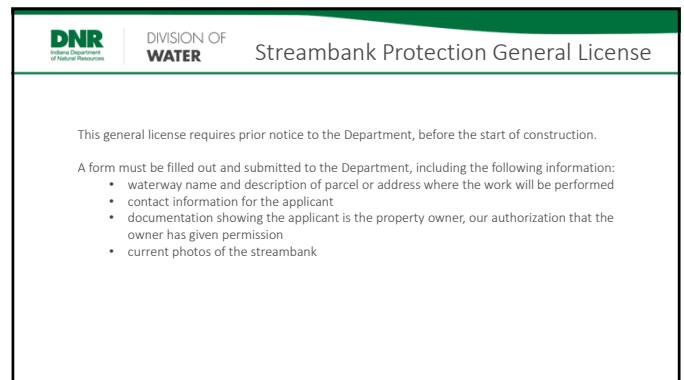 DNR
Indiana Department
of Natural Resources
DIVISION OF
WATER
Streambank Protection General License
This general license requires prior notice to the Department, before the start of construction.
A form must be filled out and submitted to the Department, including the following information:
• waterway name and description of parcel or address where the work will be performed
• contact information for the applicant
• documentation showing the applicant is the property owner, our authorization that the
owner has given permission
• current photos of the streambank